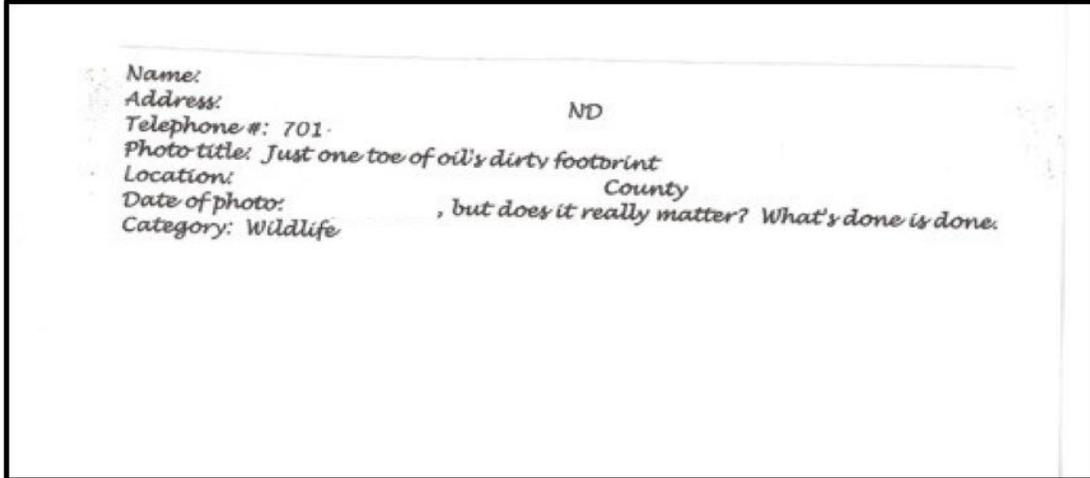 Name:
Address: ND
Telephone #: 701-
Photo title: Just one toe of oil's dirty footprint
Location: County
Date of photo: , but does it really matter? What's done is done.
Category: Wildlife